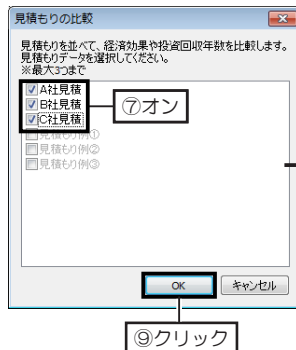 見積もりの比較
見積もりを並べて、経済効果や投資回収年数を比較します。
見積もりデータを選択してください。
※最大3つまで
A社見積
B社見積
C社見積
⑦オン
見積もり例①
見積もり例②
見積もり例③
OK
キャンセル
⑨クリック